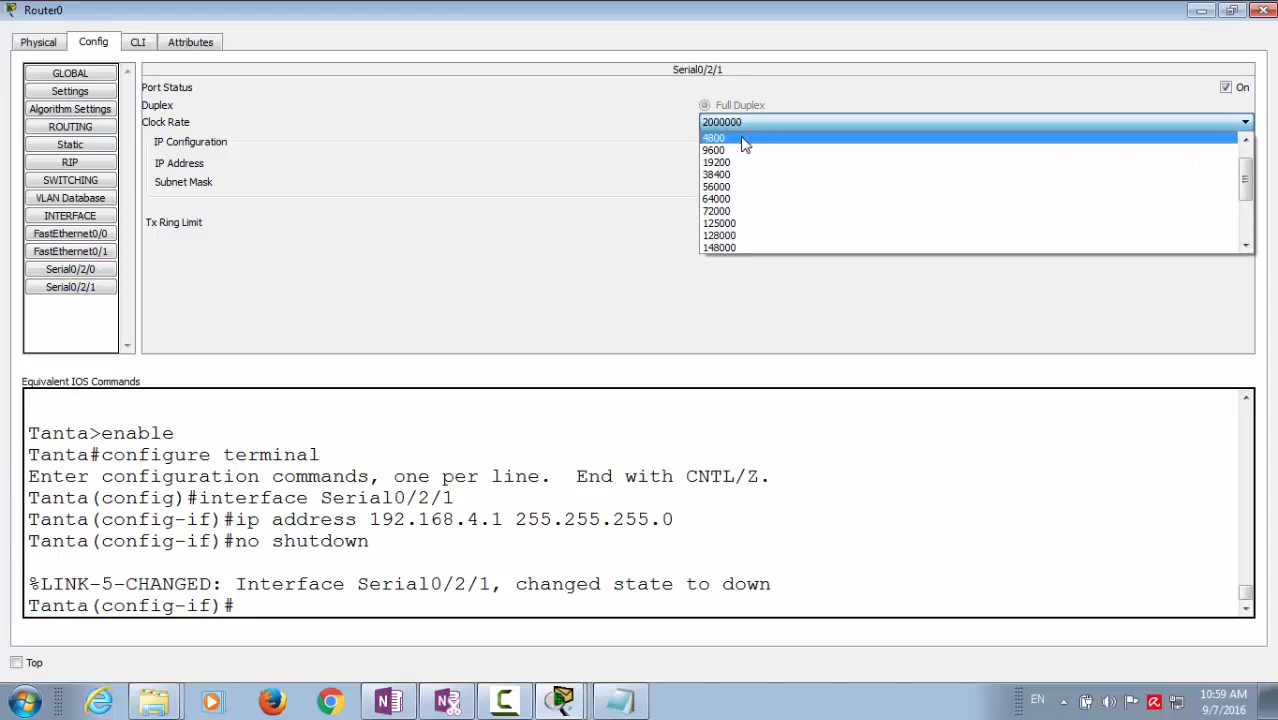 Router0
Physical Config CLI Attributes
GLOBAL
Settings
Algorithm Settings
ROUTING
Static
RIP
SWITCHING
VLAN Database
INTERFACE
FastEthernet0/0
FastEthernet0/1
Serial0/2/0
Serial0/2/1
Serial0/2/1
Port Status On
Duplex Full Duplex
Clock Rate 2000000
4800
9600
19200
38400
56000
64000
72000
125000
128000
148000
IP Configuration
IP Address
Subnet Mask
Tx Ring Limit
Equivalent IOS Commands
Tanta>enable
Tanta#configure terminal
Enter configuration commands, one per line. End with CNTL/Z.
Tanta(config)#interface Serial0/2/1
Tanta(config-if)#ip address 192.168.4.1 255.255.255.0
Tanta(config-if)#no shutdown
%LINK-5-CHANGED: Interface Serial0/2/1, changed state to down
Tanta(config-if)#
Top
EN
10:59 AM
9/7/2016